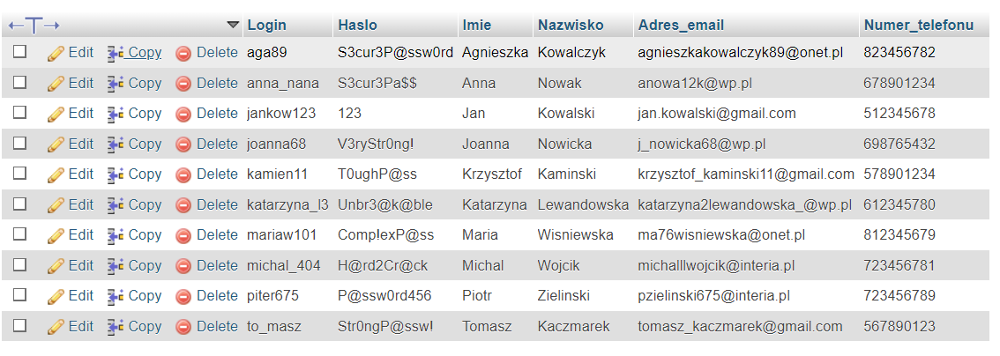 ←T→ Login Haslo Imie Nazwisko Adres_email Numer_telefonu
Edit Copy Delete aga89 S3cur3P@ssw0rd Agnieszka Kowalczyk agnieszkakowalczyk89@onet.pl 823456782
Edit Copy Delete anna_nana S3cur3Pa$$ Anna Nowak anowa12k@wp.pl 678901234
Edit Copy Delete jankow123 123 Jan Kowalski jan.kowalski@gmail.com 512345678
Edit Copy Delete joanna68 V3ryStr0ng! Joanna Nowicka j_nowicka68@wp.pl 698765432
Edit Copy Delete kamien11 T0ughP@ss Krzysztof Kaminski krzysztof_kaminski11@gmail.com 578901234
Edit Copy Delete katarzyna_l3 Unbr3@k@ble Katarzyna Lewandowska katarzyna2lewandowska_@wp.pl 612345780
Edit Copy Delete mariaw101 Comp!exP@ss Maria Wisniewska ma76wisniewska@onet.pl 812345679
Edit Copy Delete michal_404 H@rd2Cr@ck Michal Wojcik michalllwojcik@interia.pl 723456781
Edit Copy Delete piter675 P@ssw0rd456 Piotr Zielinski pzielinski675@interia.pl 723456789
Edit Copy Delete to_masz Str0ngP@ssw! Tomasz Kaczmarek tomasz_kaczmarek@gmail.com 567890123